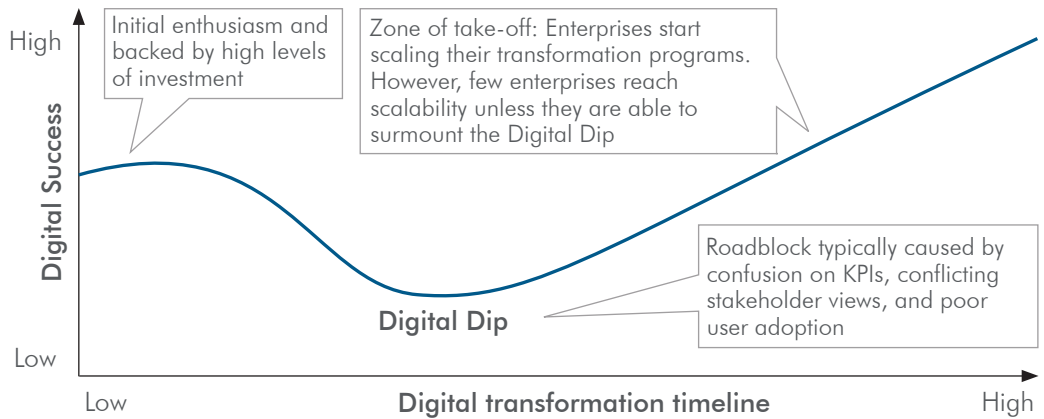 High
Digital Success
Low
Initial enthusiasm and
backed by high levels
of investment
Zone of take-off: Enterprises start
scaling their transformation programs.
However, few enterprises reach
scalability unless they are able to
surmount the Digital Dip
Digital Dip
Roadblock typically caused by
confusion on KPIs, conflicting
stakeholder views, and poor
user adoption
Low
Digital transformation timeline
High